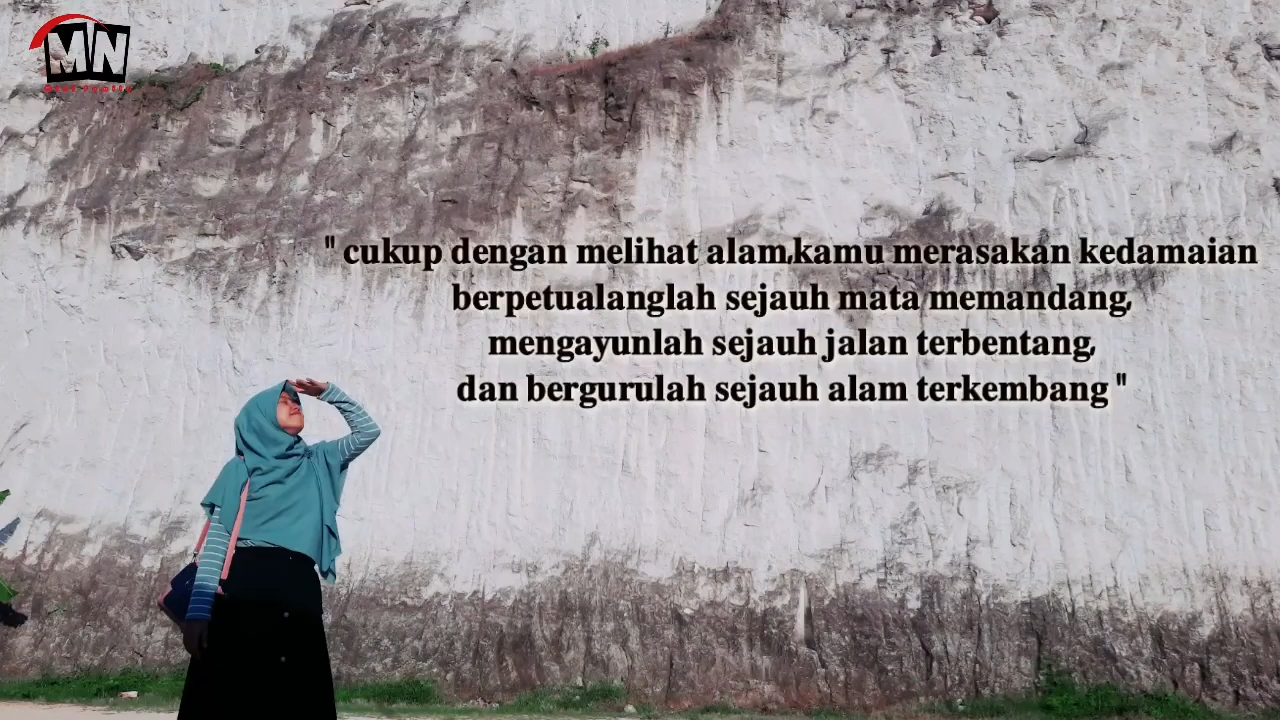 MN
" cukup dengan melihat alam,kamu merasakan kedamaian
berpetualanglah sejauh mata memandang,
mengayunlah sejauh jalan terbentang,
dan bergurulah sejauh alam terkembang "